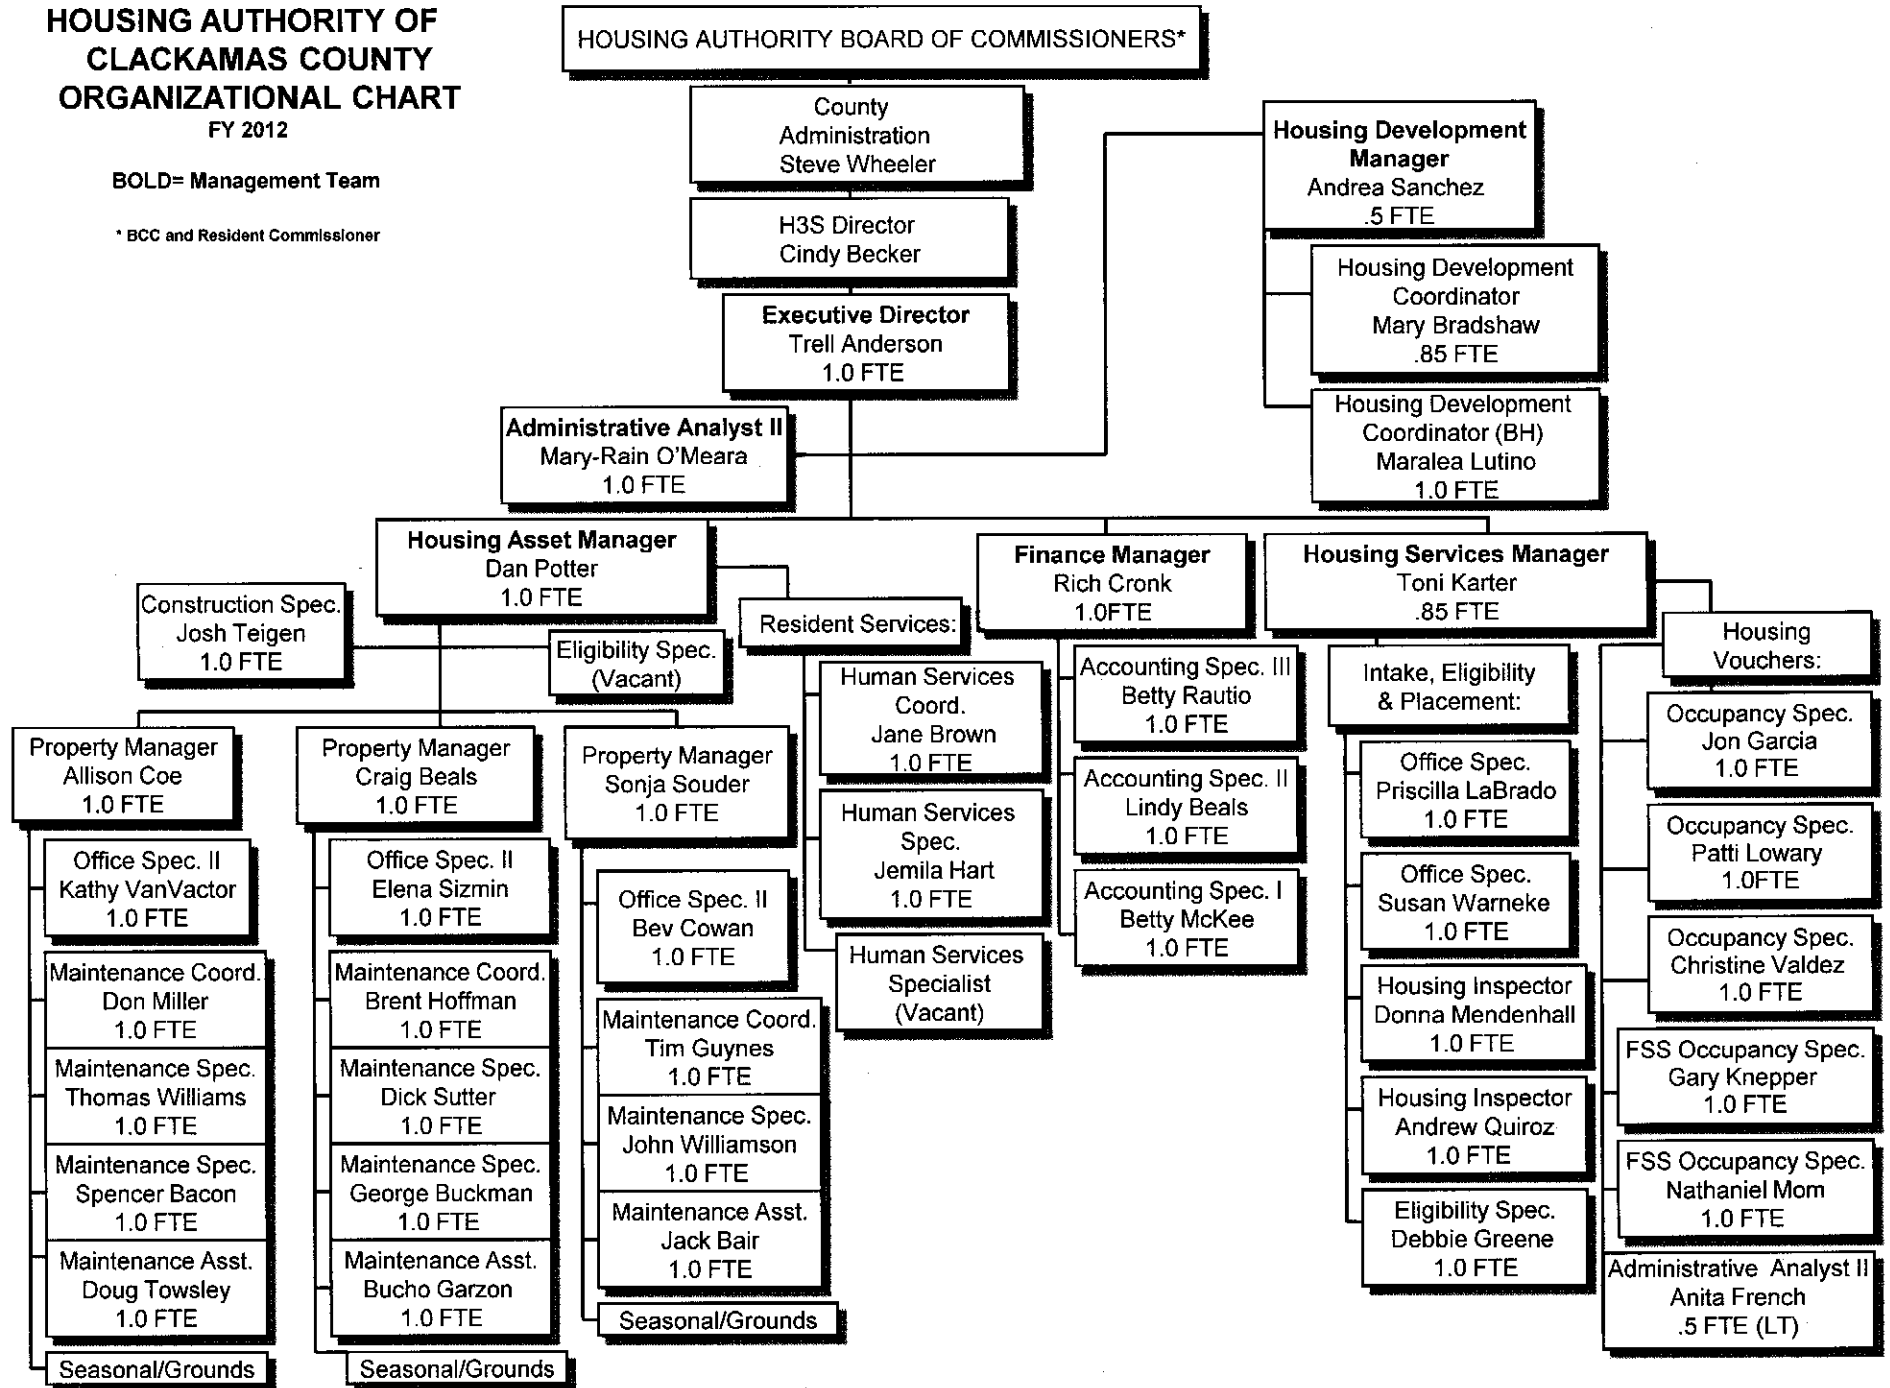 HOUSING AUTHORITY OF
CLACKAMAS COUNTY
ORGANIZATIONAL CHART
FY 2012
BOLD= Management Team
* BCC and Resident Commissioner
HOUSING AUTHORITY BOARD OF COMMISSIONERS*
County
Administration
Steve Wheeler
H3S Director
Cindy Becker
Executive Director
Trell Anderson
1.0 FTE
Administrative Analyst II
Mary-Rain O'Meara
1.0 FTE
Housing Development
Manager
Andrea Sanchez
.5 FTE
Housing Development
Coordinator
Mary Bradshaw
.85 FTE
Housing Development
Coordinator (BH)
Maralea Lutino
1.0 FTE
Housing Asset Manager
Dan Potter
1.0 FTE
Construction Spec.
Josh Teigen
1.0 FTE
Eligibility Spec.
(Vacant)
Property Manager
Allison Coe
1.0 FTE
Office Spec. II
Kathy VanVactor
1.0 FTE
Maintenance Coord.
Don Miller
1.0 FTE
Maintenance Spec.
Thomas Williams
1.0 FTE
Maintenance Spec.
Spencer Bacon
1.0 FTE
Maintenance Asst.
Doug Towsley
1.0 FTE
Seasonal/Grounds
Property Manager
Craig Beals
1.0 FTE
Office Spec. II
Elena Sizmin
1.0 FTE
Maintenance Coord.
Brent Hoffman
1.0 FTE
Maintenance Spec.
Dick Sutter
1.0 FTE
Maintenance Spec.
George Buckman
1.0 FTE
Maintenance Asst.
Bucho Garzon
1.0 FTE
Seasonal/Grounds
Property Manager
Sonja Souder
1.0 FTE
Office Spec. II
Bev Cowan
1.0 FTE
Maintenance Coord.
Tim Guynes
1.0 FTE
Maintenance Spec.
John Williamson
1.0 FTE
Maintenance Asst.
Jack Bair
1.0 FTE
Seasonal/Grounds
Resident Services:
Human Services
Coord.
Jane Brown
1.0 FTE
Human Services
Spec.
Jemila Hart
1.0 FTE
Human Services
Specialist
(Vacant)
Finance Manager
Rich Cronk
1.0FTE
Accounting Spec. III
Betty Rautio
1.0 FTE
Accounting Spec. II
Lindy Beals
1.0 FTE
Accounting Spec. I
Betty McKee
1.0 FTE
Housing Services Manager
Toni Karter
.85 FTE
Intake, Eligibility
& Placement:
Office Spec.
Priscilla LaBrado
1.0 FTE
Office Spec.
Susan Warneke
1.0 FTE
Housing Inspector
Donna Mendenhall
1.0 FTE
Housing Inspector
Andrew Quiroz
1.0 FTE
Eligibility Spec.
Debbie Greene
1.0 FTE
Housing
Vouchers:
Occupancy Spec.
Jon Garcia
1.0 FTE
Occupancy Spec.
Patti Lowary
1.0FTE
Occupancy Spec.
Christine Valdez
1.0 FTE
FSS Occupancy Spec.
Gary Knepper
1.0 FTE
FSS Occupancy Spec.
Nathaniel Mom
1.0 FTE
Administrative Analyst II
Anita French
.5 FTE (LT)